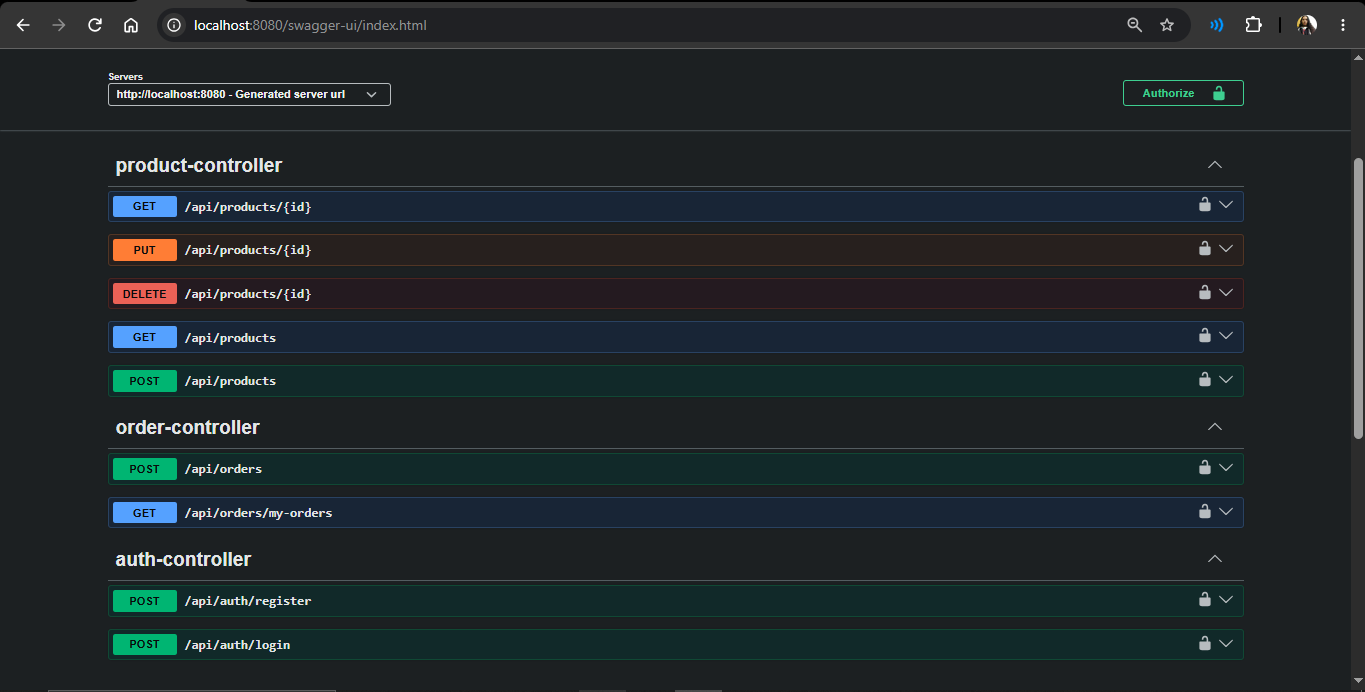 localhost:8080/swagger-ui/index.html
Servers
http://localhost:8080 - Generated server url
Authorize
product-controller
GET /api/products/{id}
PUT /api/products/{id}
DELETE /api/products/{id}
GET /api/products
POST /api/products
order-controller
POST /api/orders
GET /api/orders/my-orders
auth-controller
POST /api/auth/register
POST /api/auth/login